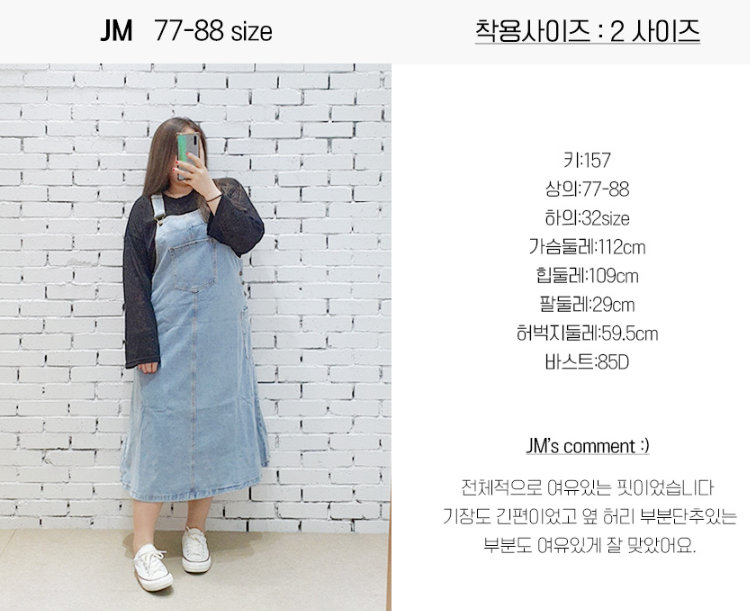 JM 77-88 size
착용사이즈 : 2 사이즈
키:157
상의:77-88
하의:32size
가슴둘레:112cm
힙둘레:109cm
팔둘레:29cm
허벅지둘레:59.5cm
바스트:85D
JM's comment :)
전체적으로 여유있는 핏이었습니다
기장도 긴편이었고 옆 허리 부분단추있는
부분도 여유있게 잘 맞았어요.